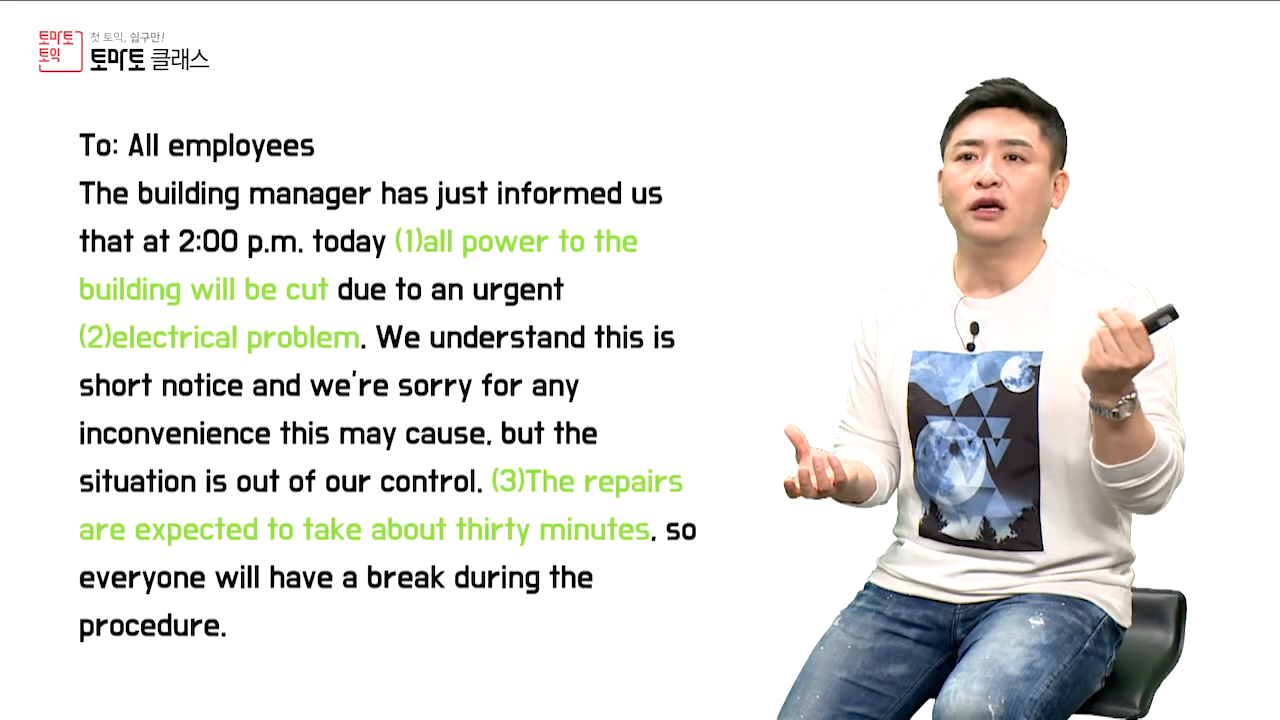 토마토
토익
첫 토익, 쉽구만!
토마토 클래스
To: All employees
The building manager has just informed us
that at 2:00 p.m. today (1)all power to the
building will be cut due to an urgent
(2)electrical problem. We understand this is
short notice and we're sorry for any
inconvenience this may cause, but the
situation is out of our control. (3)The repairs
are expected to take about thirty minutes, so
everyone will have a break during the
procedure.